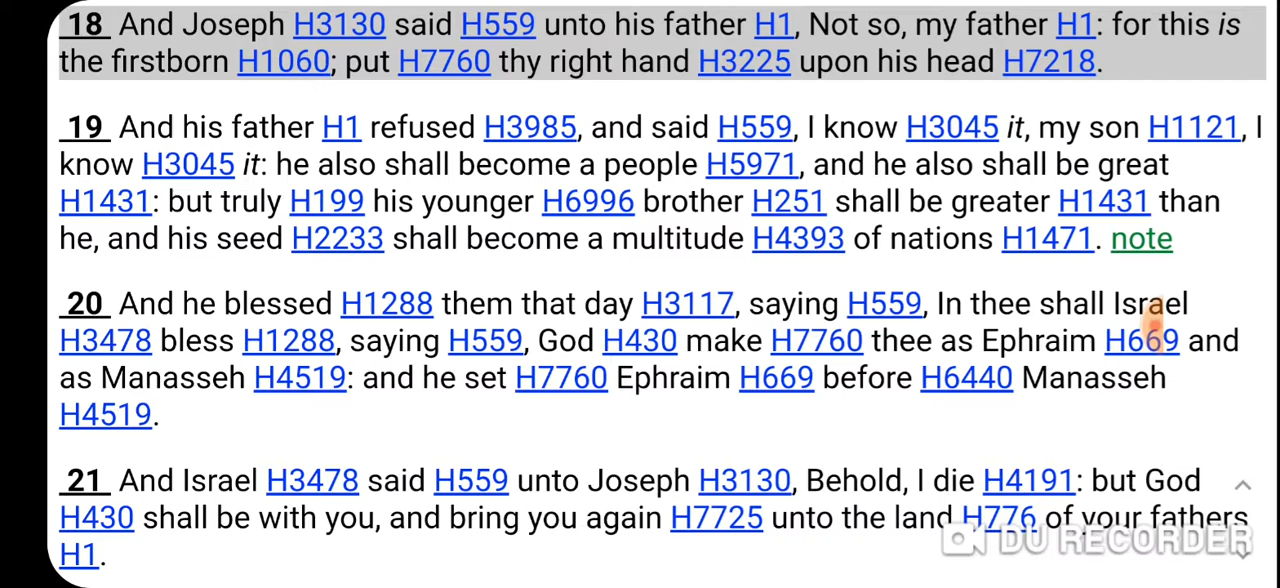 18 And Joseph H3130 said H559 unto his father H1, Not so, my father H1: for this is
the firstborn H1060; put H7760 thy right hand H3225 upon his head H7218.
19 And his father H1 refused H3985, and said H559, I know H3045 it, my son H1121, I
know H3045 it: he also shall become a people H5971, and he also shall be great
H1431: but truly H199 his younger H6996 brother H251 shall be greater H1431 than
he, and his seed H2233 shall become a multitude H4393 of nations H1471. note
20 And he blessed H1288 them that day H3117, saying H559, In thee shall Israel
H3478 bless H1288, saying H559, God H430 make H7760 thee as Ephraim H669 and
as Manasseh H4519: and he set H7760 Ephraim H669 before H6440 Manasseh
H4519.
21 And Israel H3478 said H559 unto Joseph H3130, Behold, I die H4191: but God
H430 shall be with you, and bring you again H7725 unto the land H776 of your fathers
H1.
DU RECORDER